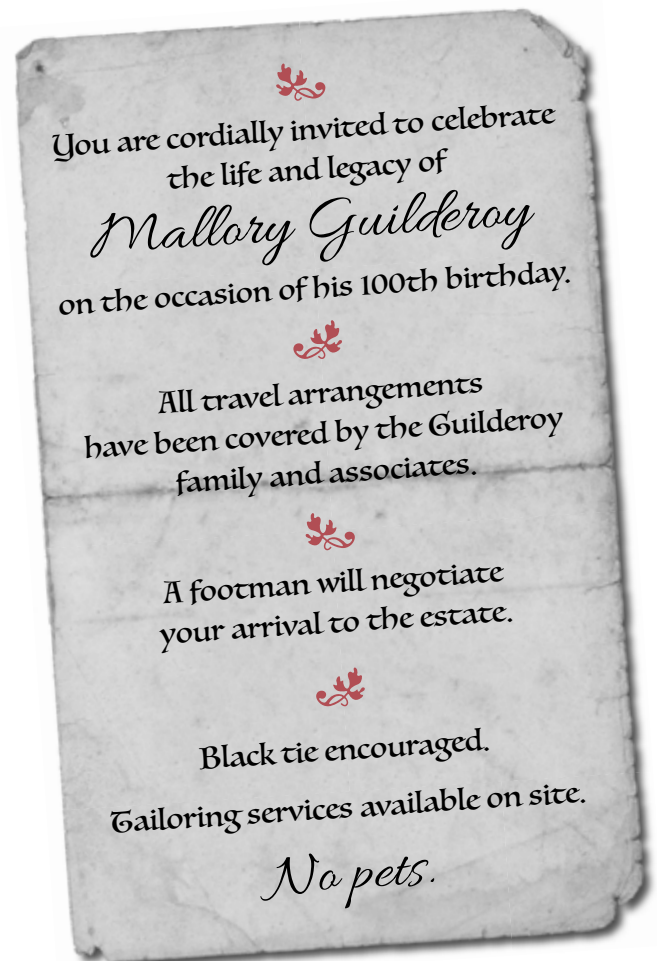 You are cordially invited to celebrate
the life and legacy of
Mallory Guilderoy
on the occasion of his 100th birthday.
All travel arrangements
have been covered by the Guilderoy
family and associates.
A footman will negotiate
your arrival to the estate.
Black tie encouraged.
Tailoring services available on site.
No pets.